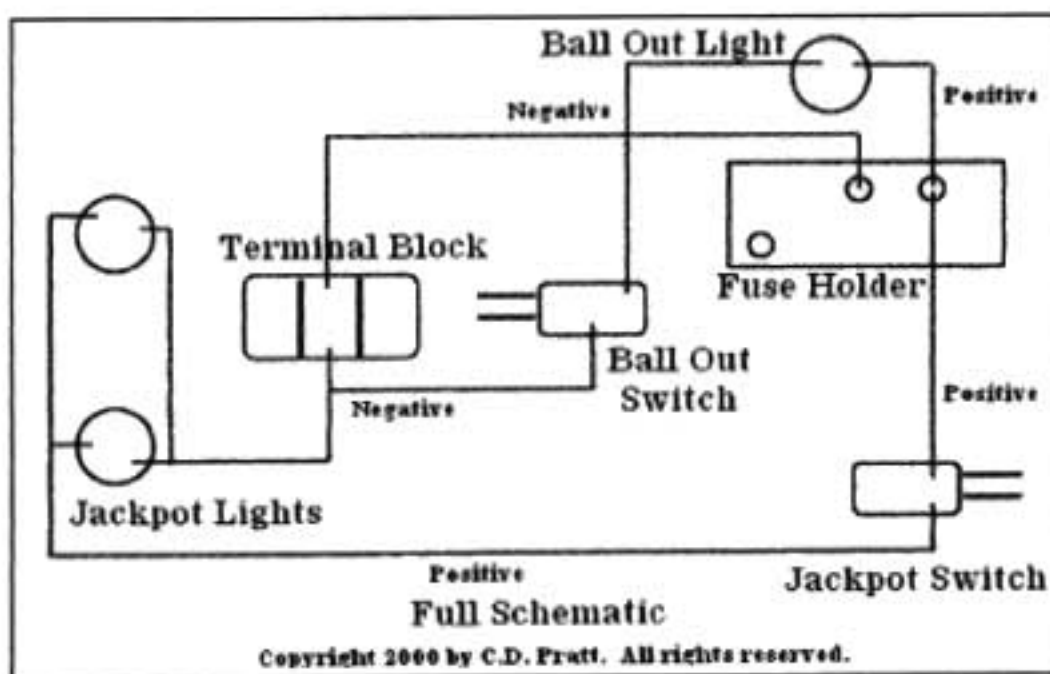 Ball Out Light
Positive
Negative
Terminal Block
Fuse Holder
Ball Out
Switch
Negative
Positive
Jackpot Lights
Positive
Jackpot Switch
Full Schematic
Copyright 2000 by C.D. Pratt. All rights reserved.